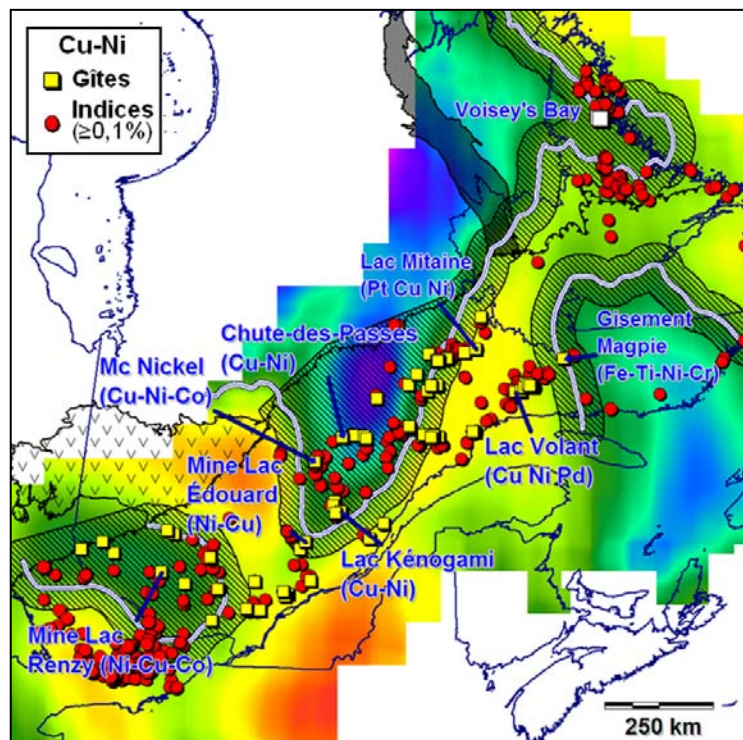 Cu-Ni
Gîtes
Indices
(≥0,1%)
Voisey's Bay
Lac Mitaine
(Pt Cu Ni)
Chute-des-Passes
(Cu-Ni)
Mc Nickel
(Cu-Ni-Co)
Gisement
Magpie
(Fe-Ti-Ni-Cr)
Mine Lac
Édouard
(Ni-Cu)
Lac Volant
(Cu Ni Pd)
Lac Kénogami
(Cu-Ni)
Mine Lac
Renzy (Ni-Cu-Co)
250 km